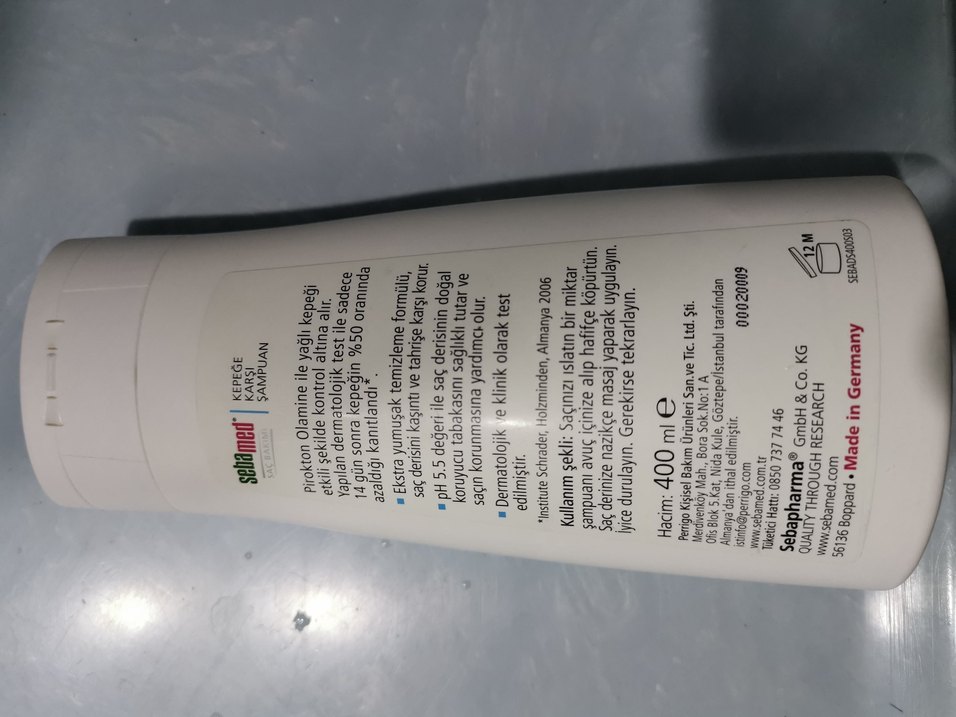 sebamed®
SAÇ BAKIMI
KEPEĞE
KARŞI
ŞAMPUAN
Pirokton Olamine ile yağlı kepeği
etkili şekilde kontrol altına alır.
Yapılan dermatolojik test ile sadece
14 gün sonra kepeğin %50 oranında
azaldığı kanıtlandı*.
▪ Ekstra yumuşak temizleme formülü,
saç derisini kaşıntı ve tahrişe karşı korur.
▪ pH 5.5 değeri ile saç derisinin doğal
koruyucu tabakasını sağlıklı tutar ve
saçın korunmasına yardımcı olur.
▪ Dermatolojik ve klinik olarak test
edilmiştir.
*Institute Schrader, Holzminden, Almanya 2006
Kullanım şekli: Saçınızı ıslatın bir miktar
şampuanı avuç içinize alıp hafifçe köpürtün.
Saç derinize nazikçe masaj yaparak uygulayın.
İyice durulayın. Gerekirse tekrarlayın.
Hacim: 400 ml ℮
Perrigo Kişisel Bakım Ürünleri San.ve Tic. Ltd. Şti.
Merdivenköy Mah., Bora Sok.No:1 A
Ofis Blok 5.Kat, Nida Kule, Göztepe/İstanbul tarafından
Almanya'dan ithal edilmiştir.
istinfo@perrigo.com
www.sebamed.com.tr
Tüketici Hattı: 0850 737 74 46
00020009
Sebapharma® GmbH & Co. KG
QUALITY THROUGH RESEARCH
www.sebamed.com
56136 Boppard • Made in Germany
12 M
SEBADS400S03